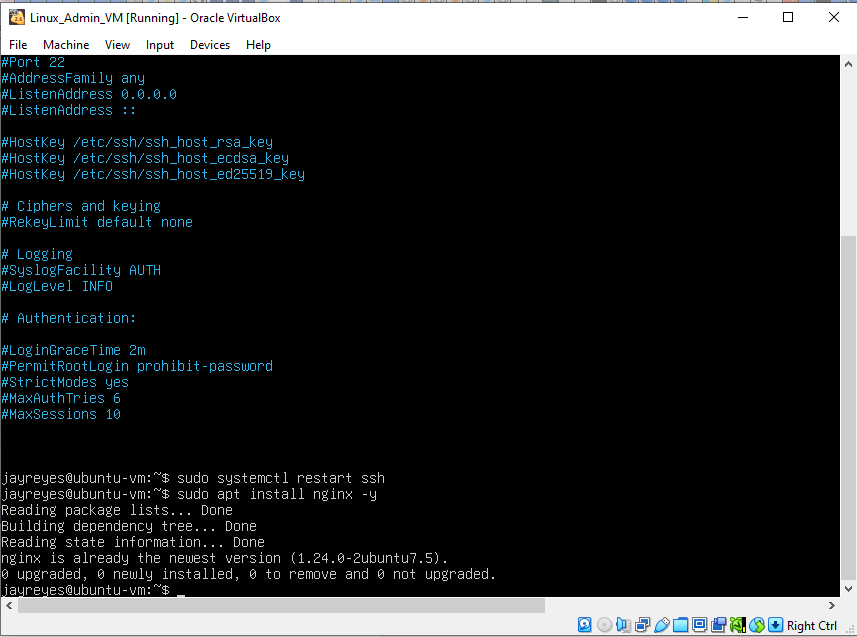 Linux_Admin_VM [Running] - Oracle VirtualBox
File Machine View Input Devices Help
#Port 22
#AddressFamily any
#ListenAddress 0.0.0.0
#ListenAddress ::
#HostKey /etc/ssh/ssh_host_rsa_key
#HostKey /etc/ssh/ssh_host_ecdsa_key
#HostKey /etc/ssh/ssh_host_ed25519_key
# Ciphers and keying
#RekeyLimit default none
# Logging
#SyslogFacility AUTH
#LogLevel INFO
# Authentication:
#LoginGraceTime 2m
#PermitRootLogin prohibit-password
#StrictModes yes
#MaxAuthTries 6
#MaxSessions 10
jayreyes@ubuntu-vm:~$ sudo systemctl restart ssh
jayreyes@ubuntu-vm:~$ sudo apt install nginx -y
Reading package lists... Done
Building dependency tree... Done
Reading state information... Done
nginx is already the newest version (1.24.0-2ubuntu7.5).
0 upgraded, 0 newly installed, 0 to remove and 0 not upgraded.
jayreyes@ubuntu-vm:~$ _
Right Ctrl